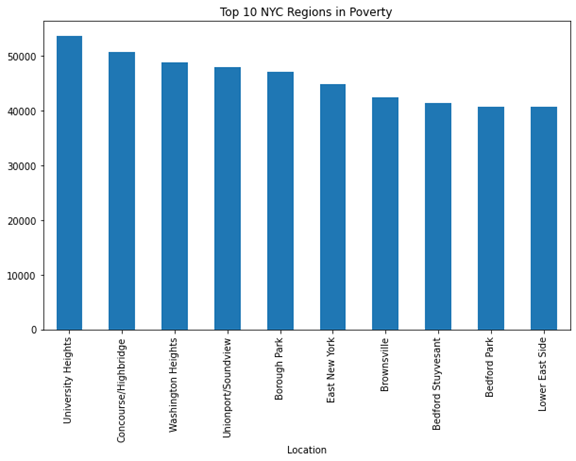 Top 10 NYC Regions in Poverty
50000
40000
30000
20000
10000
0
University Heights
Concourse/Highbridge
Washington Heights
Unionport/Soundview
Borough Park
East New York
Brownsville
Bedford Stuyvesant
Bedford Park
Lower East Side
Location